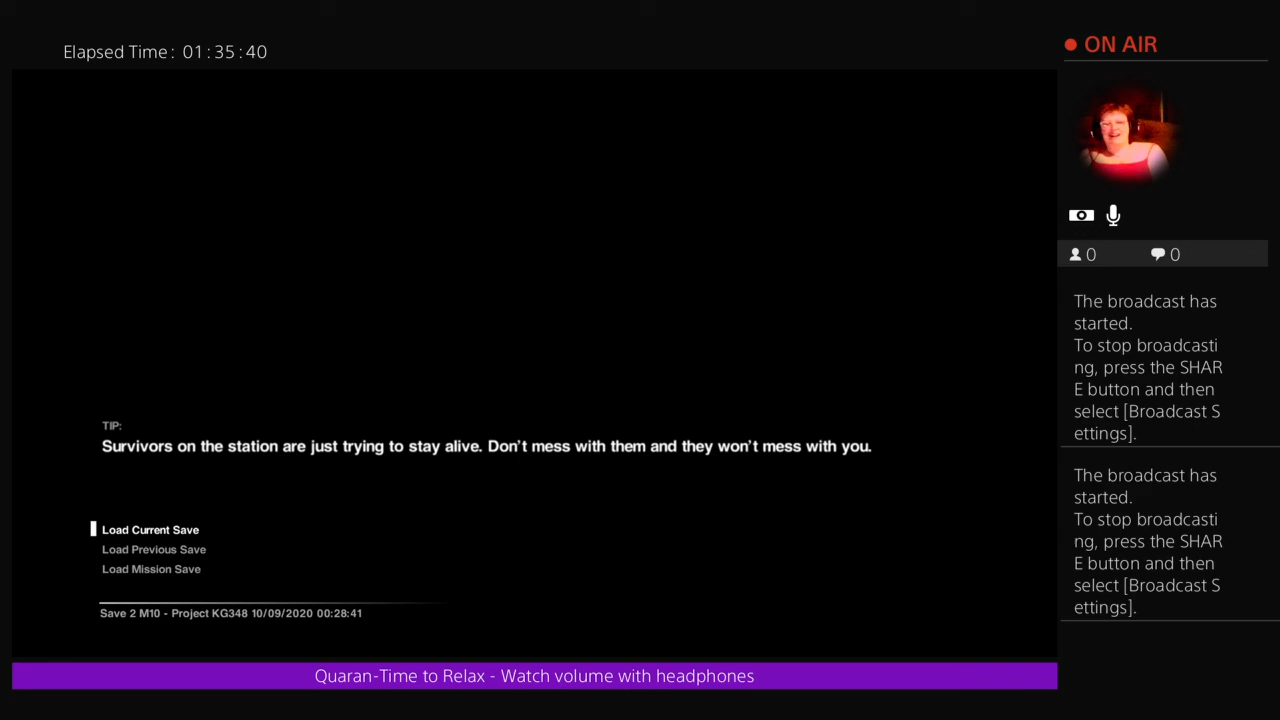 Elapsed Time: 01:35:40
ON AIR
0
0
The broadcast has
started.
To stop broadcasti
ng, press the SHAR
E button and then
select [Broadcast S
ettings].
The broadcast has
started.
To stop broadcasti
ng, press the SHAR
E button and then
select [Broadcast S
ettings].
TIP:
Survivors on the station are just trying to stay alive. Don't mess with them and they won't mess with you.
Load Current Save
Load Previous Save
Load Mission Save
Save 2 M10 - Project KG348 10/09/2020 00:28:41
Quaran-Time to Relax - Watch volume with headphones